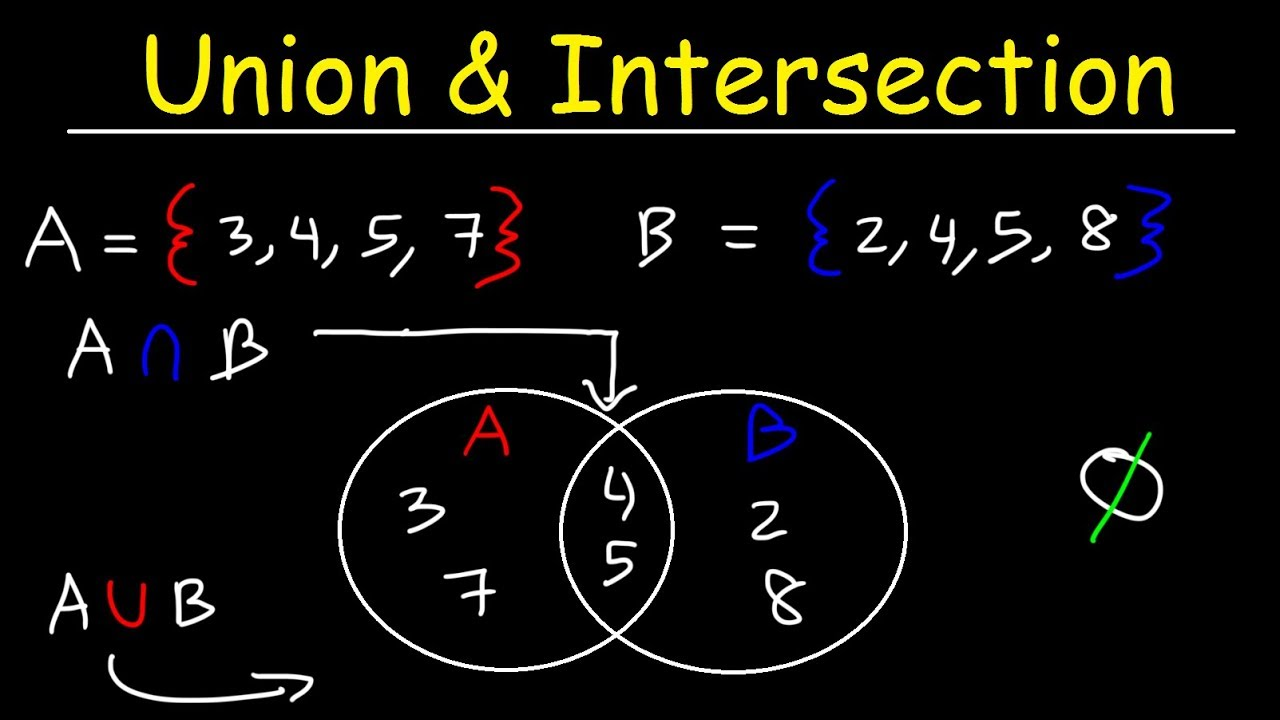 Union & Intersection
A = {3, 4, 5, 7} B = {2, 4, 5, 8}
A ∩ B
A B
3 4 2
7 5 8
∅
A ∪ B